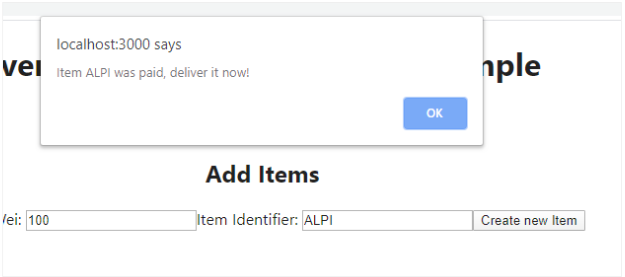 localhost:3000 says
Item ALPI was paid, deliver it now!
OK
Add Items
100 Item Identifier: ALPI Create new Item